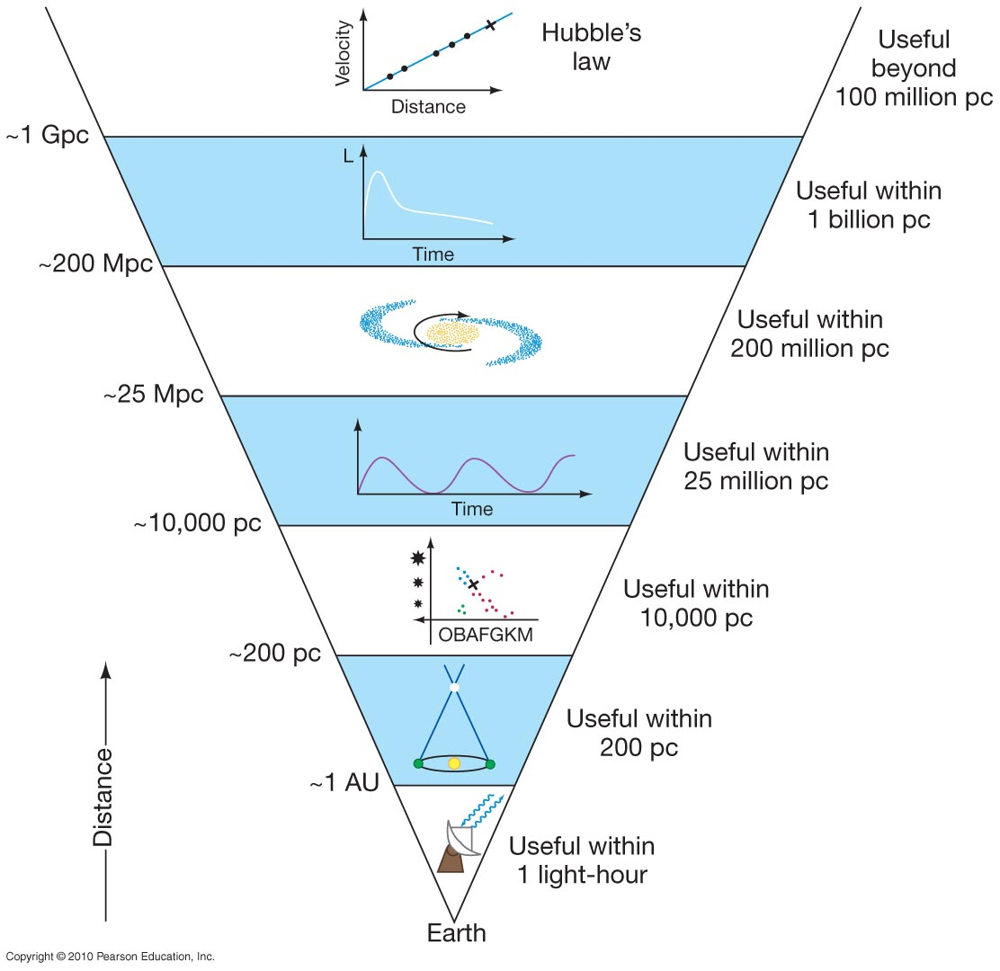 Velocity
Distance
Hubble's
law
Useful
beyond
100 million pc
~1 Gpc
L
Time
Useful within
1 billion pc
~200 Mpc
Useful within
200 million pc
~25 Mpc
Time
Useful within
25 million pc
~10,000 pc
OBAFGKM
Useful within
10,000 pc
~200 pc
Useful within
200 pc
~1 AU
Distance
Useful within
1 light-hour
Earth
Copyright © 2010 Pearson Education, Inc.